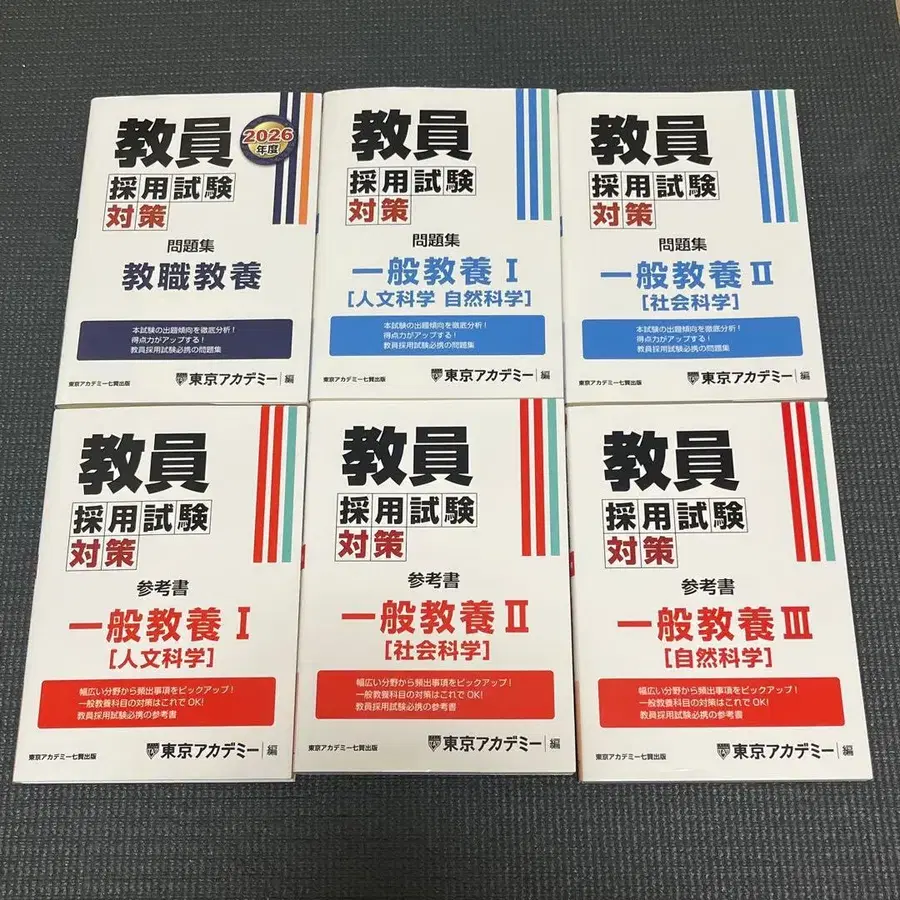 教員
2026
年度
採用試験
対策
問題集
教職教養
本試験の出題傾向を徹底分析!
得点力がアップする!
教員採用試験必携の問題集
東京アカデミー七賢出版
東京アカデミー 編
教員
採用試験
対策
問題集
一般教養 Ⅰ
[人文科学 自然科学]
本試験の出題傾向を徹底分析!
得点力がアップする!
教員採用試験必携の問題集
東京アカデミー七賢出版
東京アカデミー 編
教員
採用試験
対策
問題集
一般教養 Ⅱ
[社会科学]
本試験の出題傾向を徹底分析!
得点力がアップする!
教員採用試験必携の問題集
東京アカデミー七賢出版
東京アカデミー 編
教員
採用試験
対策
参考書
一般教養 Ⅰ
[人文科学]
幅広い分野から頻出事項をピックアップ!
一般教養科目の対策はこれでOK!
教員採用試験必携の参考書
東京アカデミー七賢出版
東京アカデミー 編
教員
採用試験
対策
参考書
一般教養 Ⅱ
[社会科学]
幅広い分野から頻出事項をピックアップ!
一般教養科目の対策はこれでOK!
教員採用試験必携の参考書
東京アカデミー七賢出版
東京アカデミー 編
教員
採用試験
対策
参考書
一般教養 Ⅲ
[自然科学]
幅広い分野から頻出事項をピックアップ!
一般教養科目の対策はこれでOK!
教員採用試験必携の参考書
東京アカデミー七賢出版
東京アカデミー 編